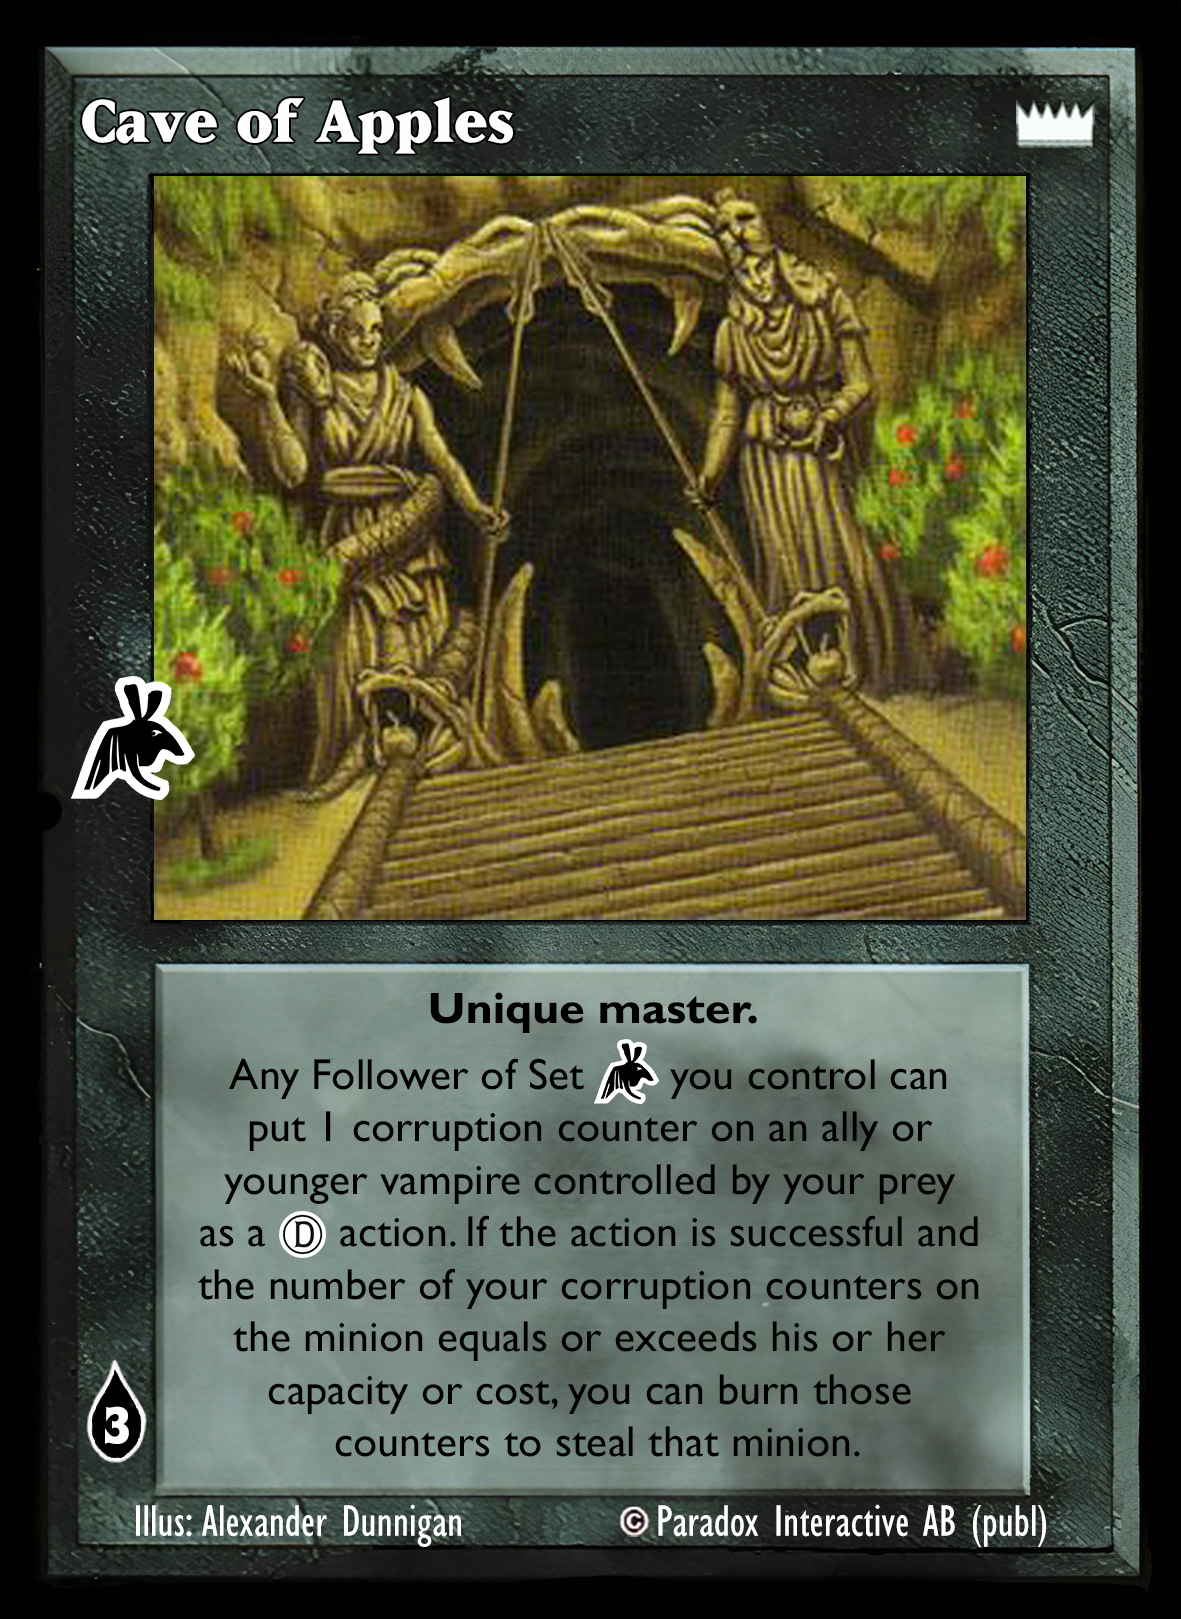 Cave of Apples
Unique master.
Any Follower of Set you control can
put 1 corruption counter on an ally or
younger vampire controlled by your prey
as a Ⓓ action. If the action is successful and
the number of your corruption counters on
the minion equals or exceeds his or her
capacity or cost, you can burn those
counters to steal that minion.
3
Illus: Alexander Dunnigan © Paradox Interactive AB (publ)